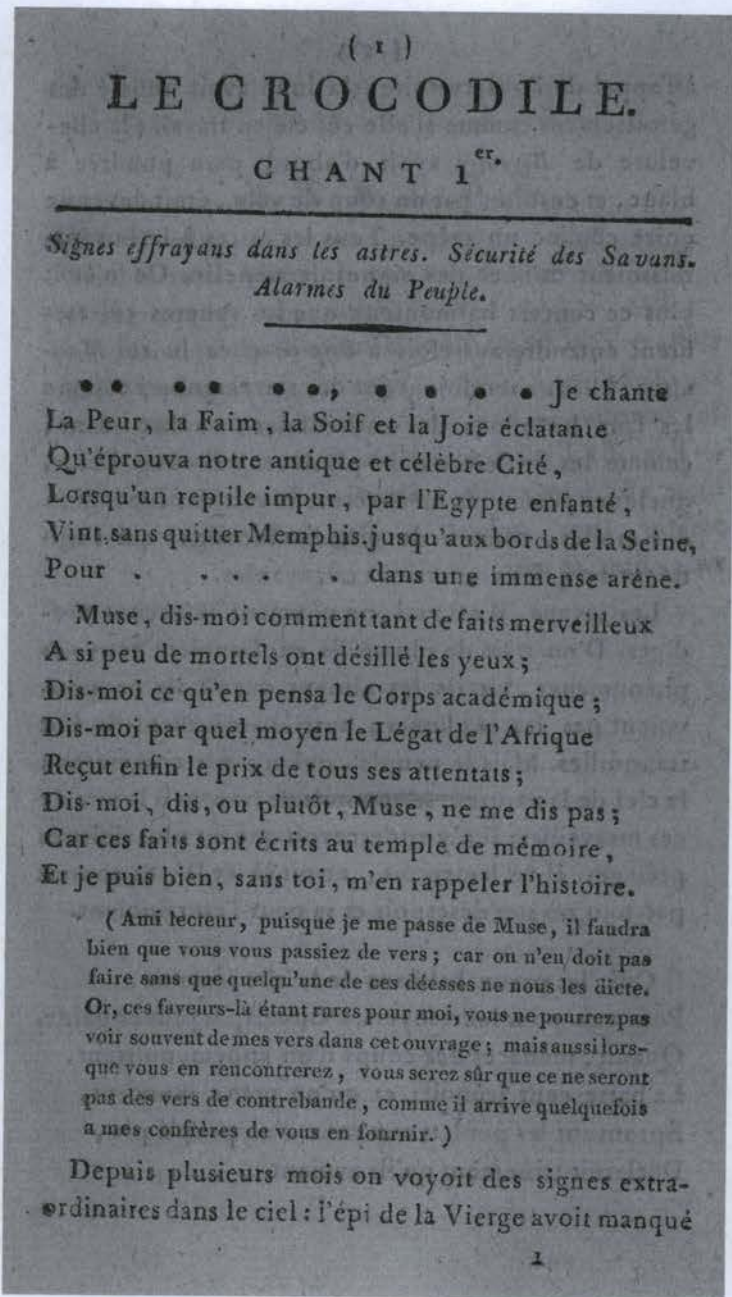 ( 1 )
LE CROCODILE.
CHANT 1er.
Signes effrayans dans les astres. Sécurité des Savans.
Alarmes du Peuple.
• • • • • •, • • • • Je chante
La Peur, la Faim, la Soif et la Joie éclatante
Qu'éprouva notre antique et célèbre Cité,
Lorsqu'un reptile impur, par l'Egypte enfanté,
Vint, sans quitter Memphis, jusqu'aux bords de la Seine,
Pour . . . . . dans une immense arêne.
Muse, dis-moi comment tant de faits merveilleux
A si peu de mortels ont désillé les yeux;
Dis-moi ce qu'en pensa le Corps académique;
Dis-moi par quel moyen le Légat de l'Afrique
Reçut enfin le prix de tous ses attentats;
Dis-moi, dis, ou plutôt, Muse, ne me dis pas;
Car ces faits sont écrits au temple de mémoire,
Et je puis bien, sans toi, m'en rappeler l'histoire.
( Ami lecteur, puisque je me passe de Muse, il faudra
bien que vous vous passiez de vers; car on n'en doit pas
faire sans que quelqu'une de ces déesses ne nous les dicte.
Or, ces faveurs-là étant rares pour moi, vous ne pourrez pas
voir souvent de mes vers dans cet ouvrage; mais aussi lors-
que vous en rencontrerez, vous serez sûr que ce ne seront
pas des vers de contrebande, comme il arrive quelquefois
a mes confrères de vous en fournir. )
Depuis plusieurs mois on voyoit des signes extra-
ordinaires dans le ciel: l'épi de la Vierge avoit manqué
1